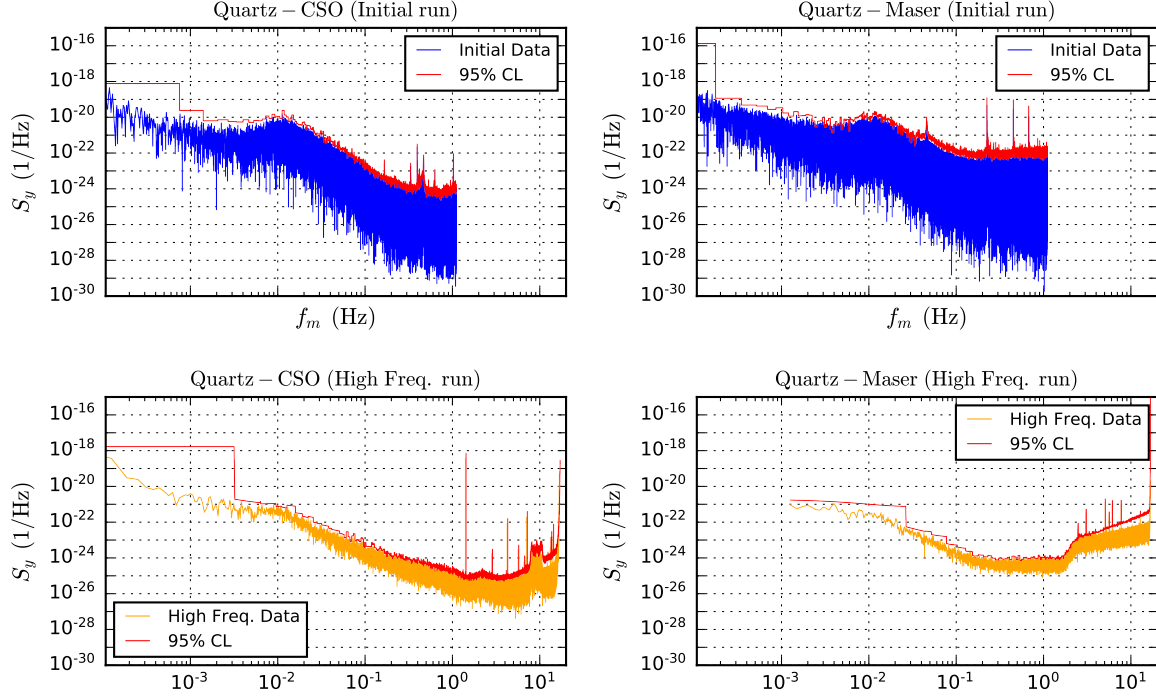 Quartz − CSO (Initial run)
10^-16
10^-18
10^-20
10^-22
10^-24
10^-26
10^-28
10^-30
S_y (1/Hz)
Initial Data
95% CL
f_m (Hz)
Quartz − Maser (Initial run)
10^-16
10^-18
10^-20
10^-22
10^-24
10^-26
10^-28
10^-30
S_y (1/Hz)
Initial Data
95% CL
f_m (Hz)
Quartz − CSO (High Freq. run)
10^-16
10^-18
10^-20
10^-22
10^-24
10^-26
10^-28
10^-30
S_y (1/Hz)
High Freq. Data
95% CL
10^-3 10^-2 10^-1 10^0 10^1
Quartz − Maser (High Freq. run)
10^-16
10^-18
10^-20
10^-22
10^-24
10^-26
10^-28
10^-30
S_y (1/Hz)
High Freq. Data
95% CL
10^-3 10^-2 10^-1 10^0 10^1